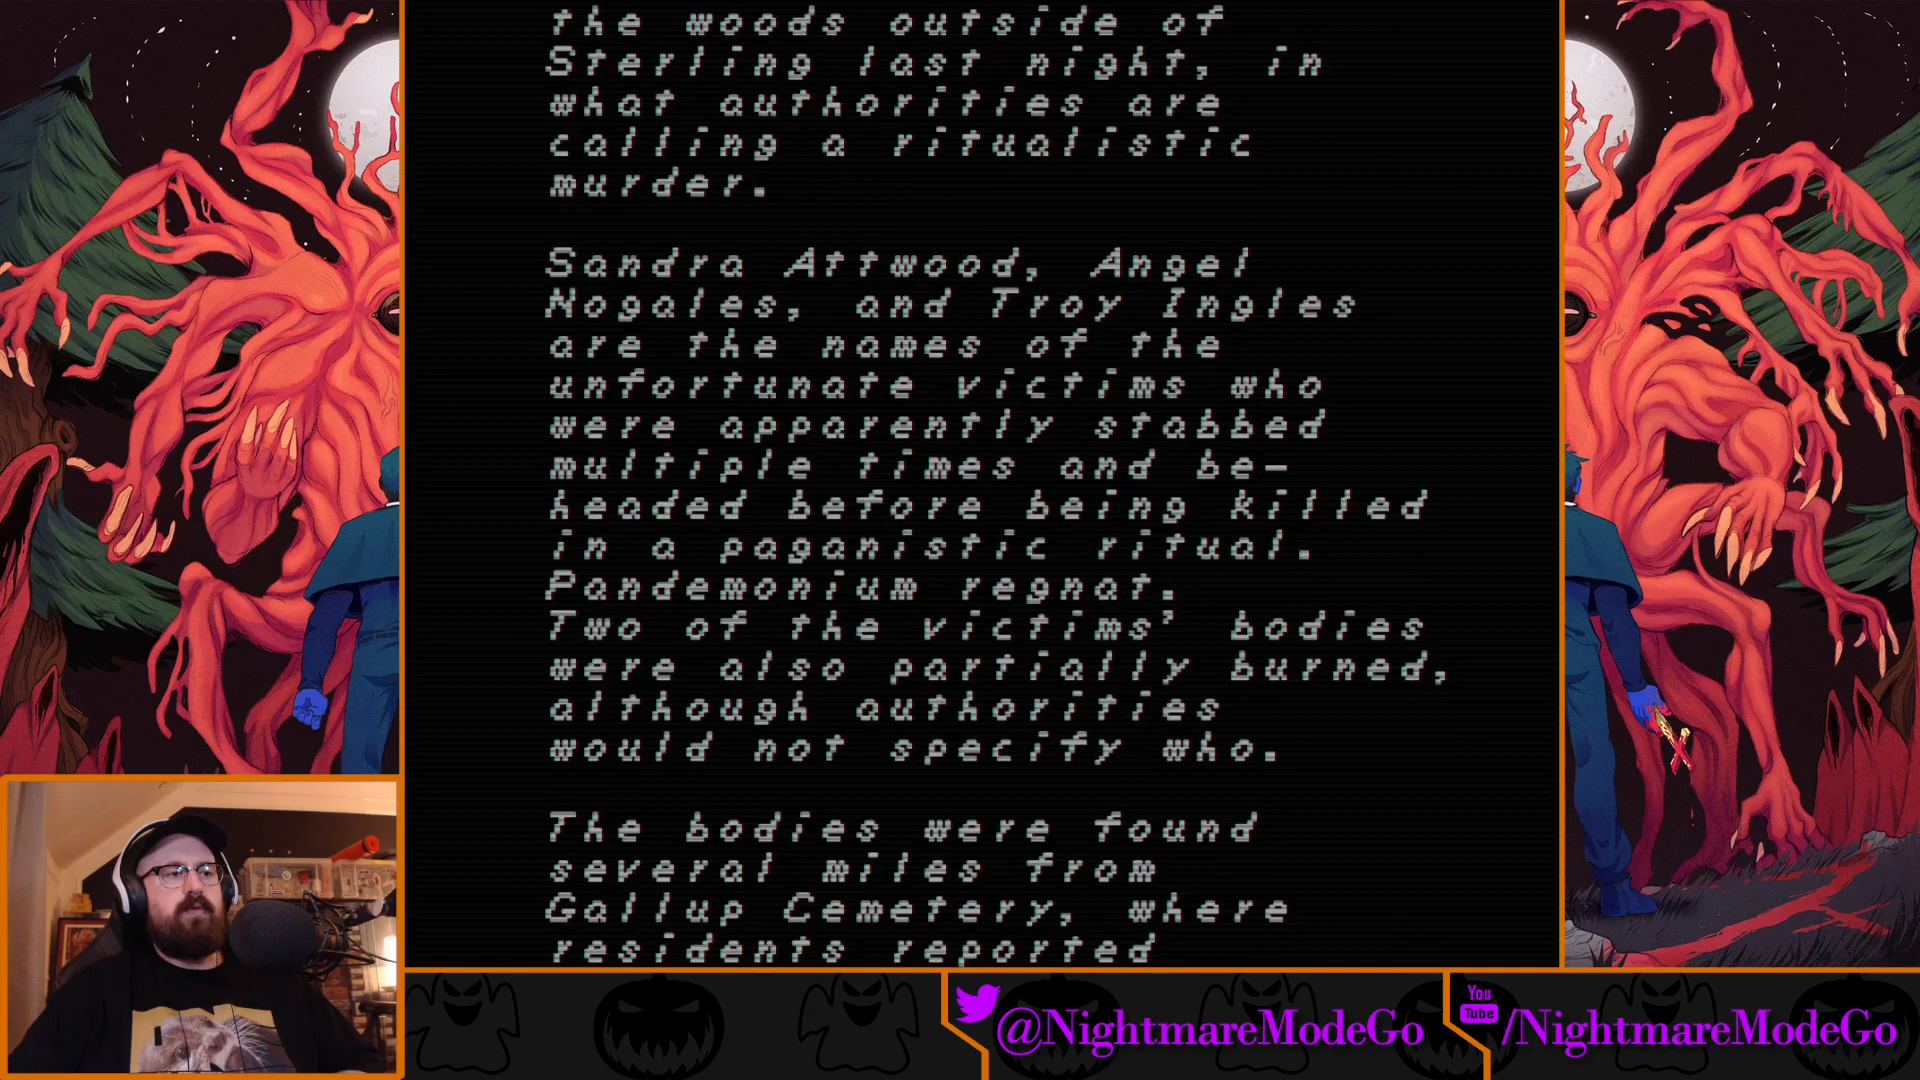 the woods outside of
Sterling last night, in
what authorities are
calling a ritualistic
murder.
Sandra Attwood, Angel
Nogales, and Troy Ingles
are the names of the
unfortunate victims who
were apparently stabbed
multiple times and be-
headed before being killed
in a paganistic ritual.
Pandemonium regnat.
Two of the victims' bodies
were also partially burned,
although authorities
would not specify who.
The bodies were found
several miles from
Gallup Cemetery, where
residents reported
@NightmareModeGo
You
Tube
/NightmareModeGo